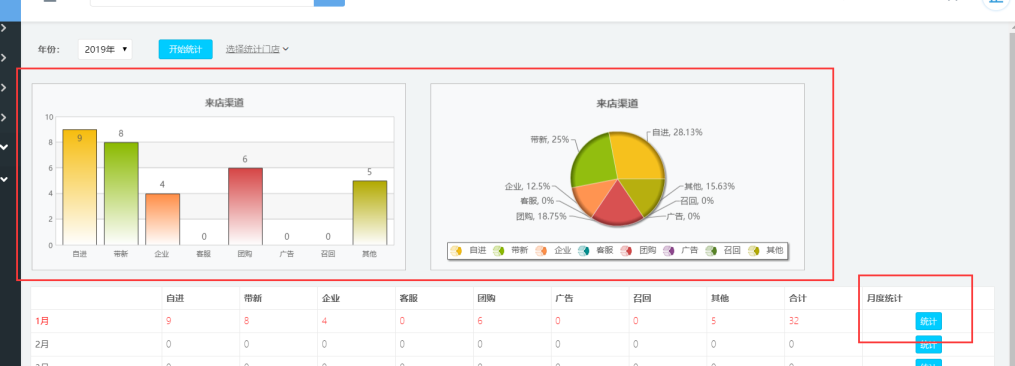 年份： 2019年 开始统计 选择统计门店
来店渠道
10
8
6
4
2
0
9
8
4
0
6
0
0
5
自进 带新 企业 客服 团购 广告 召回 其他
来店渠道
自进, 28.13%
带新, 25%
企业, 12.5%
客服, 0%
团购, 18.75%
其他, 15.63%
召回, 0%
广告, 0%
自进 带新 企业 客服 团购 广告 召回 其他
自进 带新 企业 客服 团购 广告 召回 其他 合计 月度统计
1月 9 8 4 0 6 0 0 5 32 统计
2月 0 0 0 0 0 0 0 0 0 统计